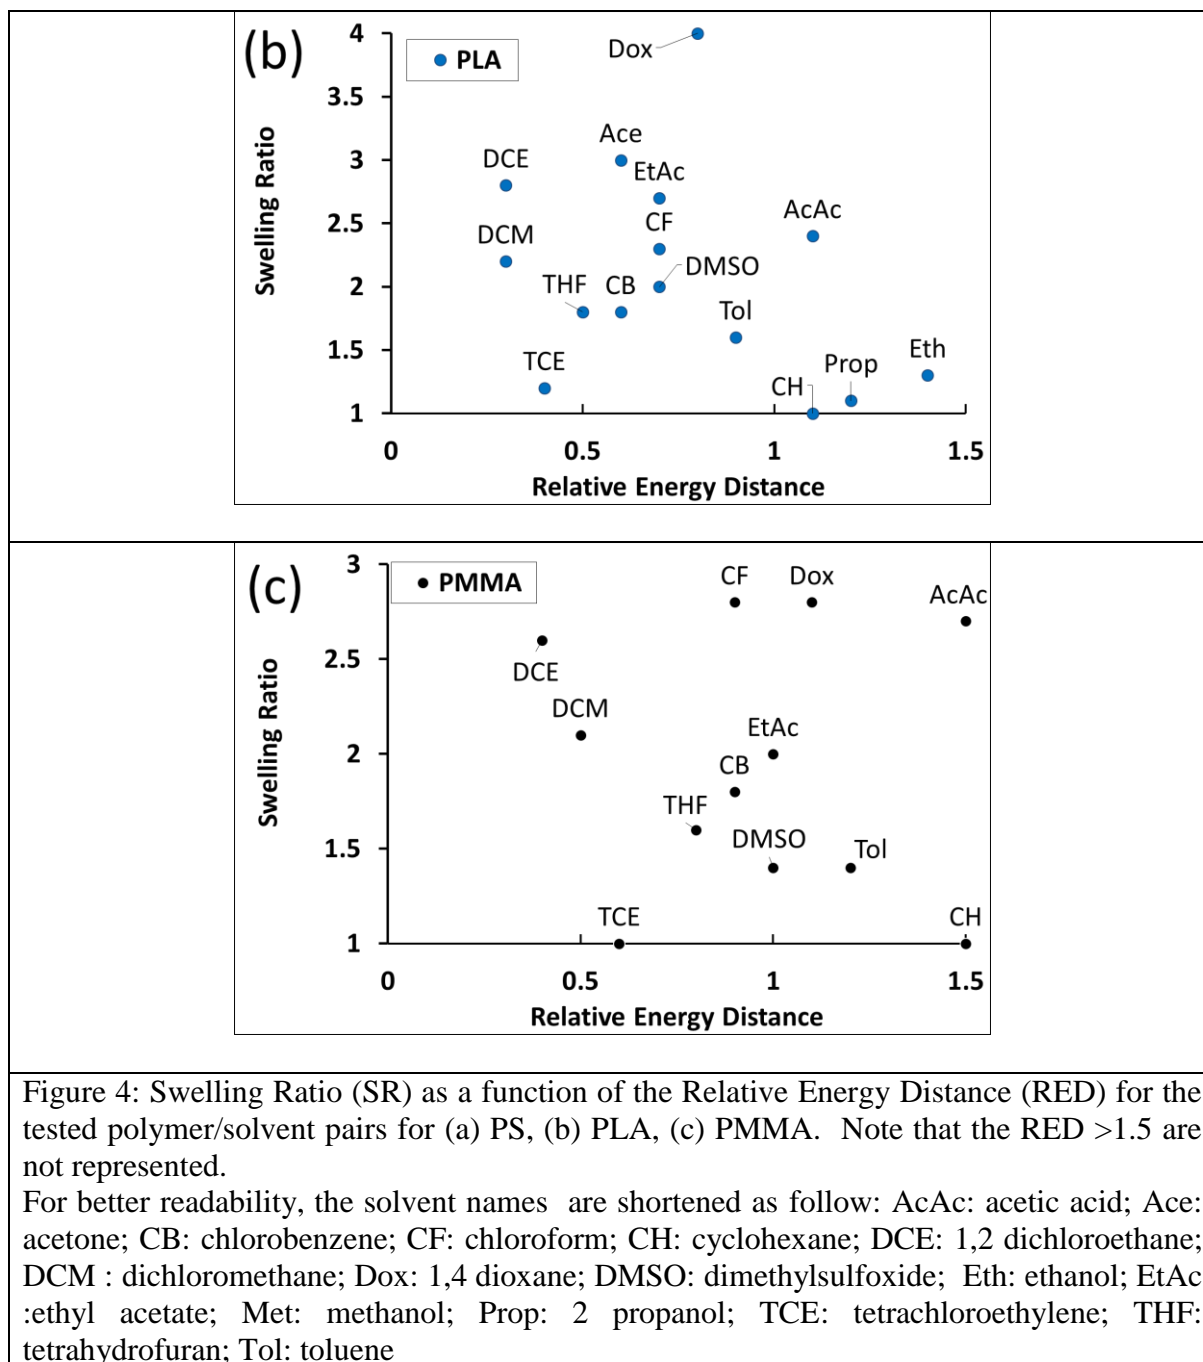 (b)
PLA
4
3.5
3
2.5
2
1.5
1
Swelling Ratio
Dox
Ace
DCE
EtAc
AcAc
CF
DCM
DMSO
THF
CB
Tol
Eth
TCE
Prop
CH
0
0.5
1
1.5
Relative Energy Distance
(c)
PMMA
3
2.5
2
1.5
1
Swelling Ratio
CF
Dox
AcAc
DCE
DCM
EtAc
CB
THF
DMSO
Tol
TCE
CH
0
0.5
1
1.5
Relative Energy Distance
Figure 4: Swelling Ratio (SR) as a function of the Relative Energy Distance (RED) for the
tested polymer/solvent pairs for (a) PS, (b) PLA, (c) PMMA. Note that the RED >1.5 are
not represented.
For better readability, the solvent names are shortened as follow: AcAc: acetic acid; Ace:
acetone; CB: chlorobenzene; CF: chloroform; CH: cyclohexane; DCE: 1,2 dichloroethane;
DCM : dichloromethane; Dox: 1,4 dioxane; DMSO: dimethylsulfoxide; Eth: ethanol; EtAc
:ethyl acetate; Met: methanol; Prop: 2 propanol; TCE: tetrachloroethylene; THF:
tetrahydrofuran; Tol: toluene